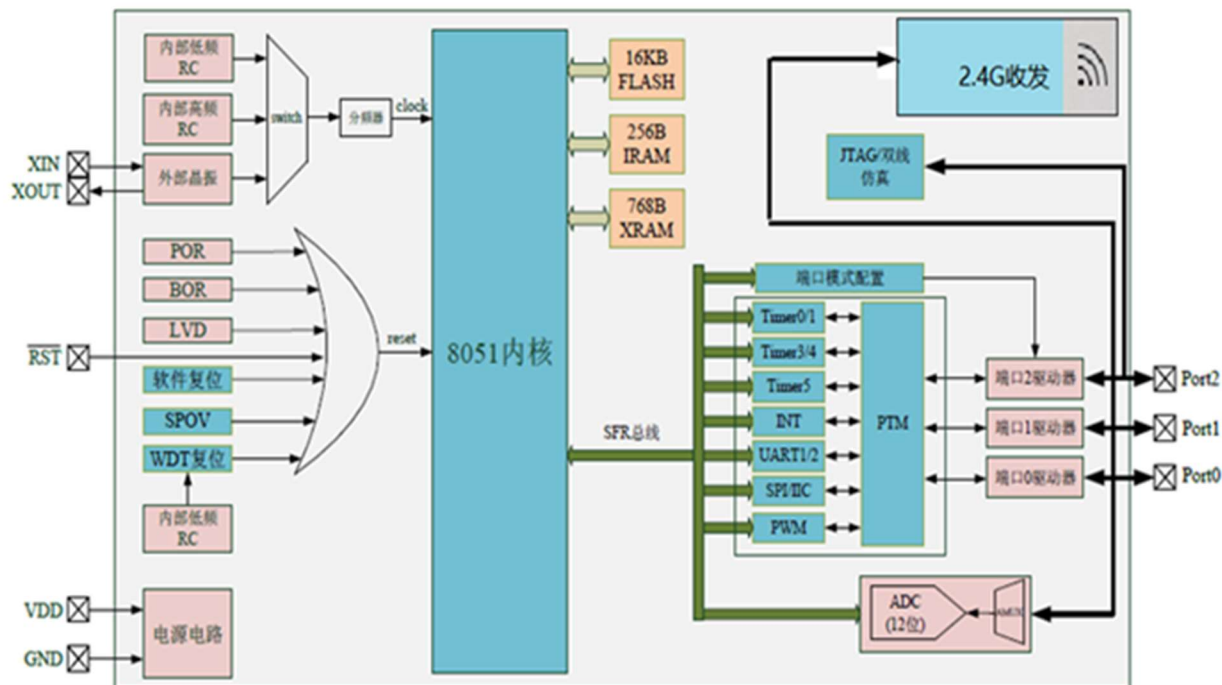 内部低频
RC
内部高频
RC
外部晶振
XIN
XOUT
switch
分频器
clock
POR
BOR
LVD
RST
软件复位
SPOV
WDT复位
内部低频
RC
reset
VDD
GND
电源电路
8051内核
16KB
FLASH
256B
IRAM
768B
XRAM
SFR总线
2.4G收发
JTAG/双线
仿真
端口模式配置
Timer0/1
Timer3/4
Timer5
INT
UART1/2
SPI/IIC
PWM
PTM
端口2驱动器
端口1驱动器
端口0驱动器
Port2
Port1
Port0
ADC
(12位)
AMUX